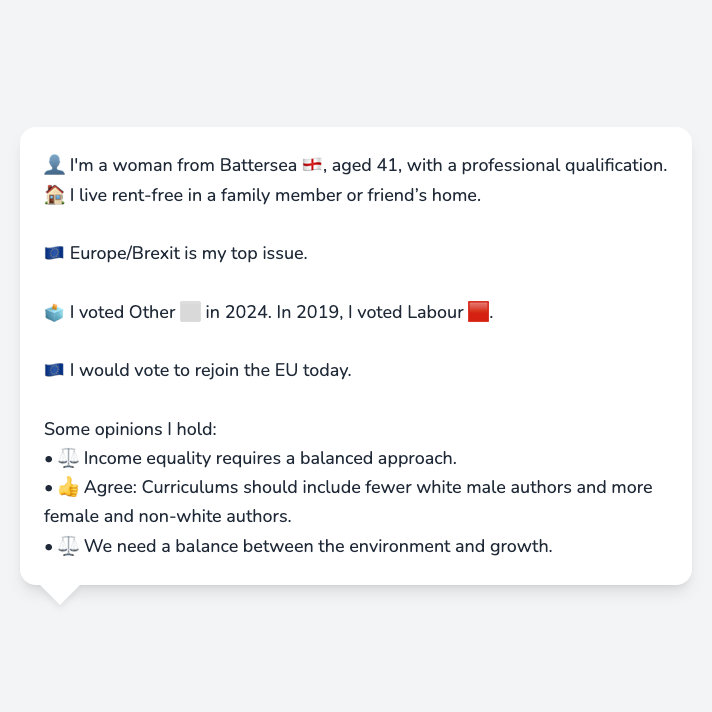 👤 I'm a woman from Battersea 🏴󠁧󠁢󠁥󠁮󠁧󠁿, aged 41, with a professional qualification.
🏠 I live rent-free in a family member or friend’s home.
🇪🇺 Europe/Brexit is my top issue.
🗳️ I voted Other ⬜ in 2024. In 2019, I voted Labour 🟥.
🇪🇺 I would vote to rejoin the EU today.
Some opinions I hold:
• ⚖️ Income equality requires a balanced approach.
• 👍 Agree: Curriculums should include fewer white male authors and more
female and non-white authors.
• ⚖️ We need a balance between the environment and growth.